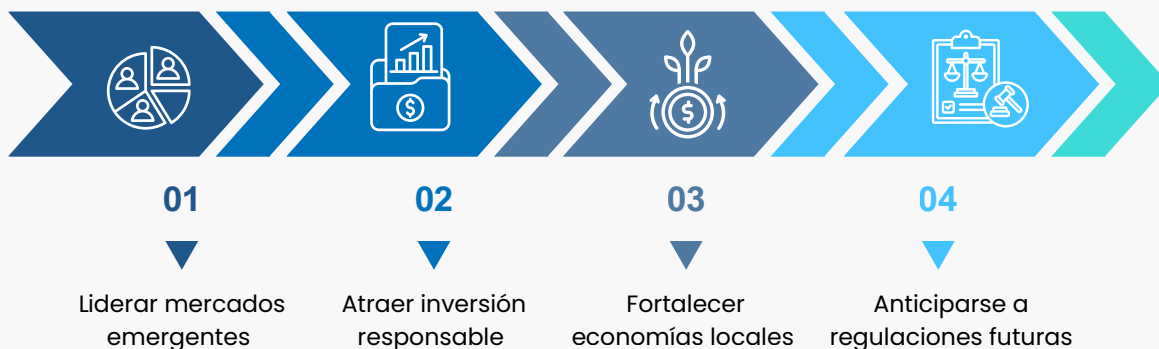 01
Liderar mercados
emergentes
02
Atraer inversión
responsable
03
Fortalecer
economías locales
04
Anticiparse a
regulaciones futuras